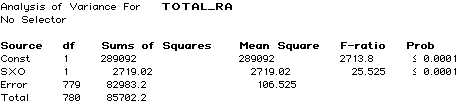 Analysis of Variance For TOTAL_RA
No Selector
Source df Sums of Squares Mean Square F-ratio Prob
Const 1 289092 289092 2713.8 ≤ 0.0001
SXO 1 2719.02 2719.02 25.525 ≤ 0.0001
Error 779 82983.2 106.525
Total 780 85702.2